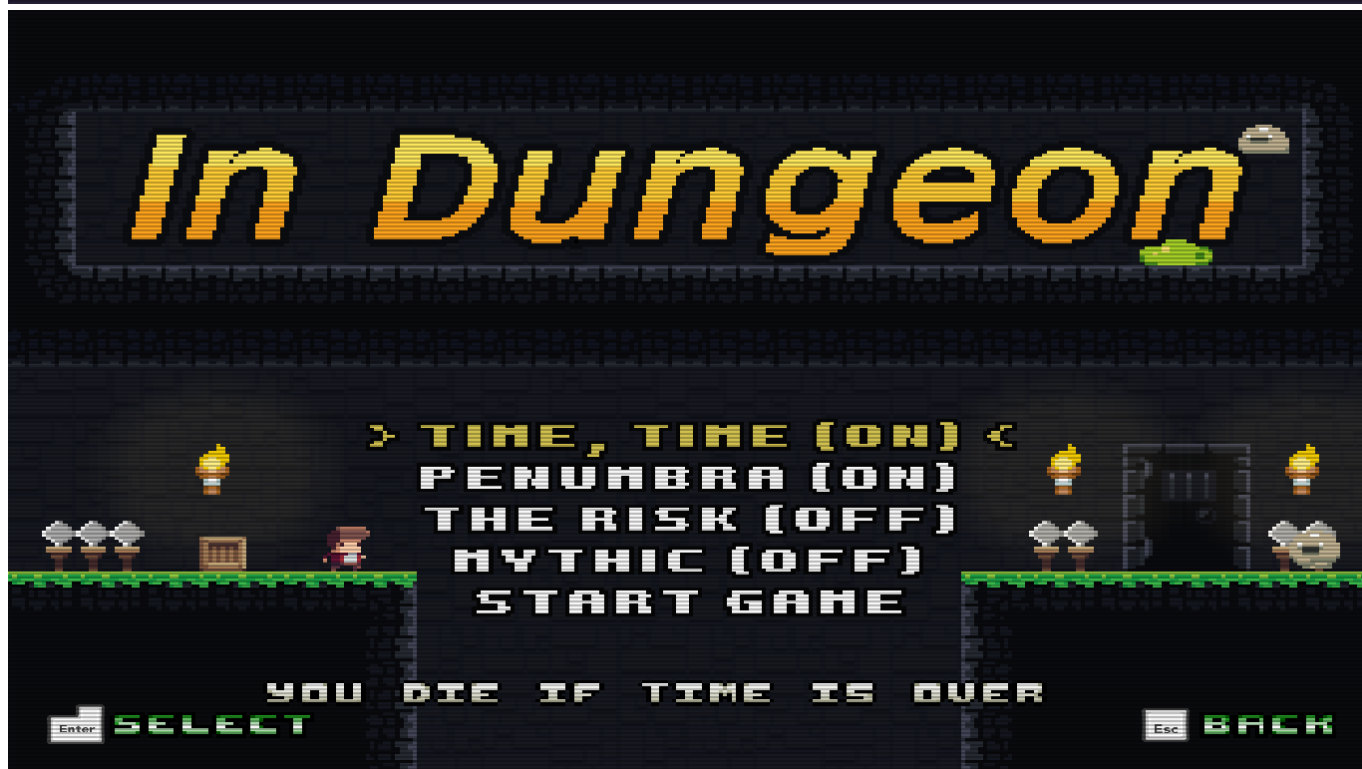 In Dungeon
> TIME, TIME (ON) <
PENUMBRA (ON)
THE RISK (OFF)
MYTHIC (OFF)
START GAME
YOU DIE IF TIME IS OVER
Enter SELECT
Esc BACK